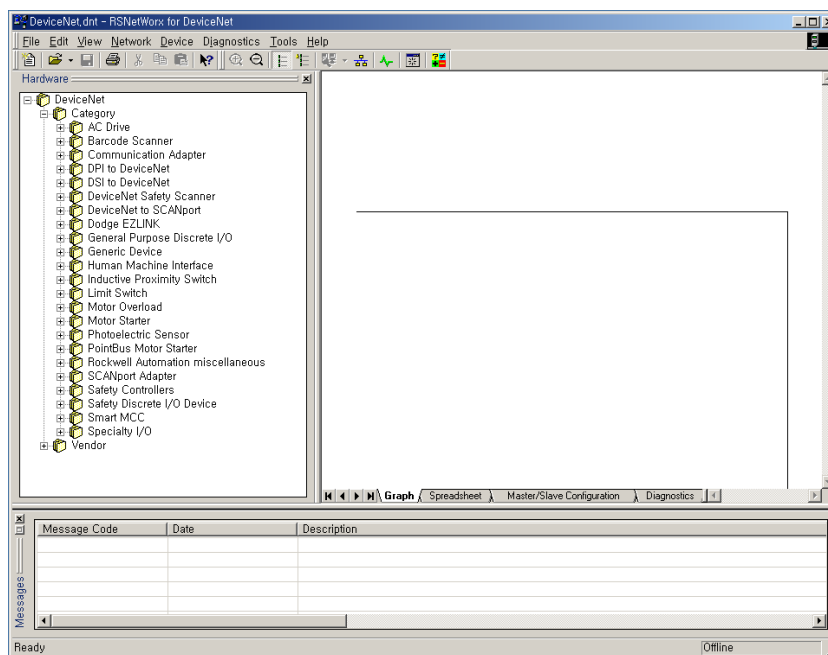 DeviceNet,dnt - RSNetWorx for DeviceNet
File Edit View Network Device Diagnostics Tools Help
Hardware
DeviceNet
Category
AC Drive
Barcode Scanner
Communication Adapter
DPI to DeviceNet
DSI to DeviceNet
DeviceNet Safety Scanner
DeviceNet to SCANport
Dodge EZLINK
General Purpose Discrete I/O
Generic Device
Human Machine Interface
Inductive Proximity Switch
Limit Switch
Motor Overload
Motor Starter
Photoelectric Sensor
PointBus Motor Starter
Rockwell Automation miscellaneous
SCANport Adapter
Safety Controllers
Safety Discrete I/O Device
Smart MCC
Specialty I/O
Vendor
Graph Spreadsheet Master/Slave Configuration Diagnostics
Messages
Message Code Date Description
Ready Offline